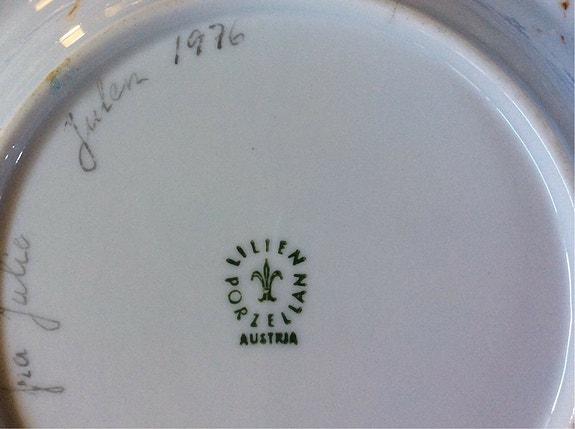 Julen 1976
fra Julie
LILIEN
PORZELLAN
AUSTRIA